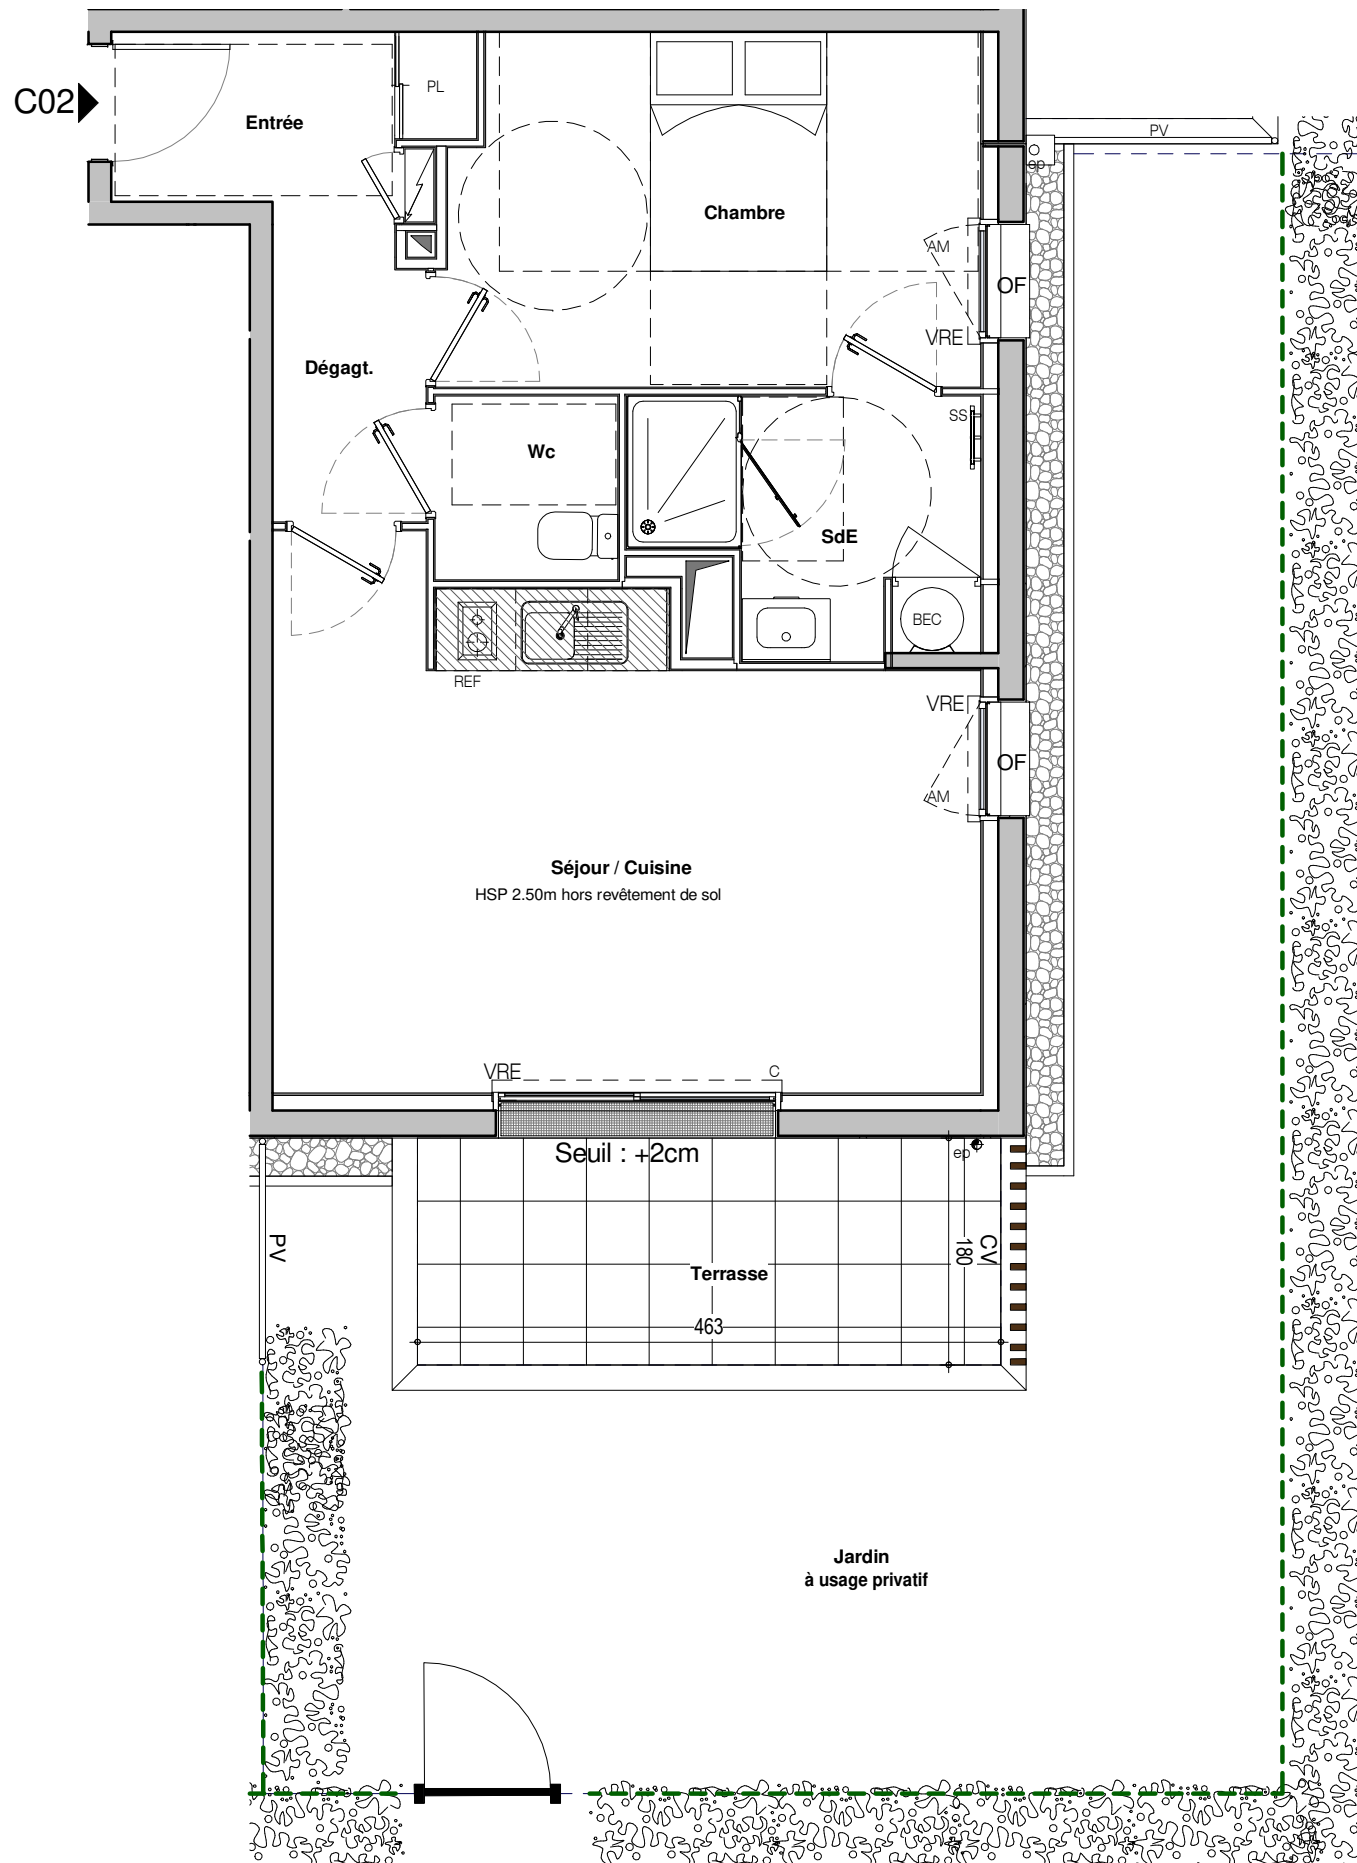 C02
Entrée
PL
PV
ep
Chambre
AM
OF
VRE
Dégagt.
SS
Wc
SdE
BEC
REF
VRE
OF
AM
Séjour / Cuisine
HSP 2.50m hors revêtement de sol
VRE
C
Seuil : +2cm
ep
PV
CV
180
Terrasse
463
Jardin
à usage privatif